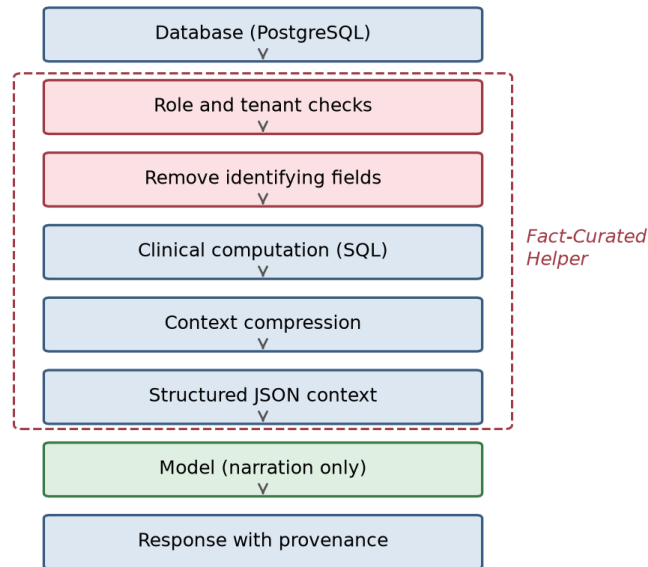 Database (PostgreSQL)
Role and tenant checks
Remove identifying fields
Clinical computation (SQL)
Fact-Curated
Helper
Context compression
Structured JSON context
Model (narration only)
Response with provenance